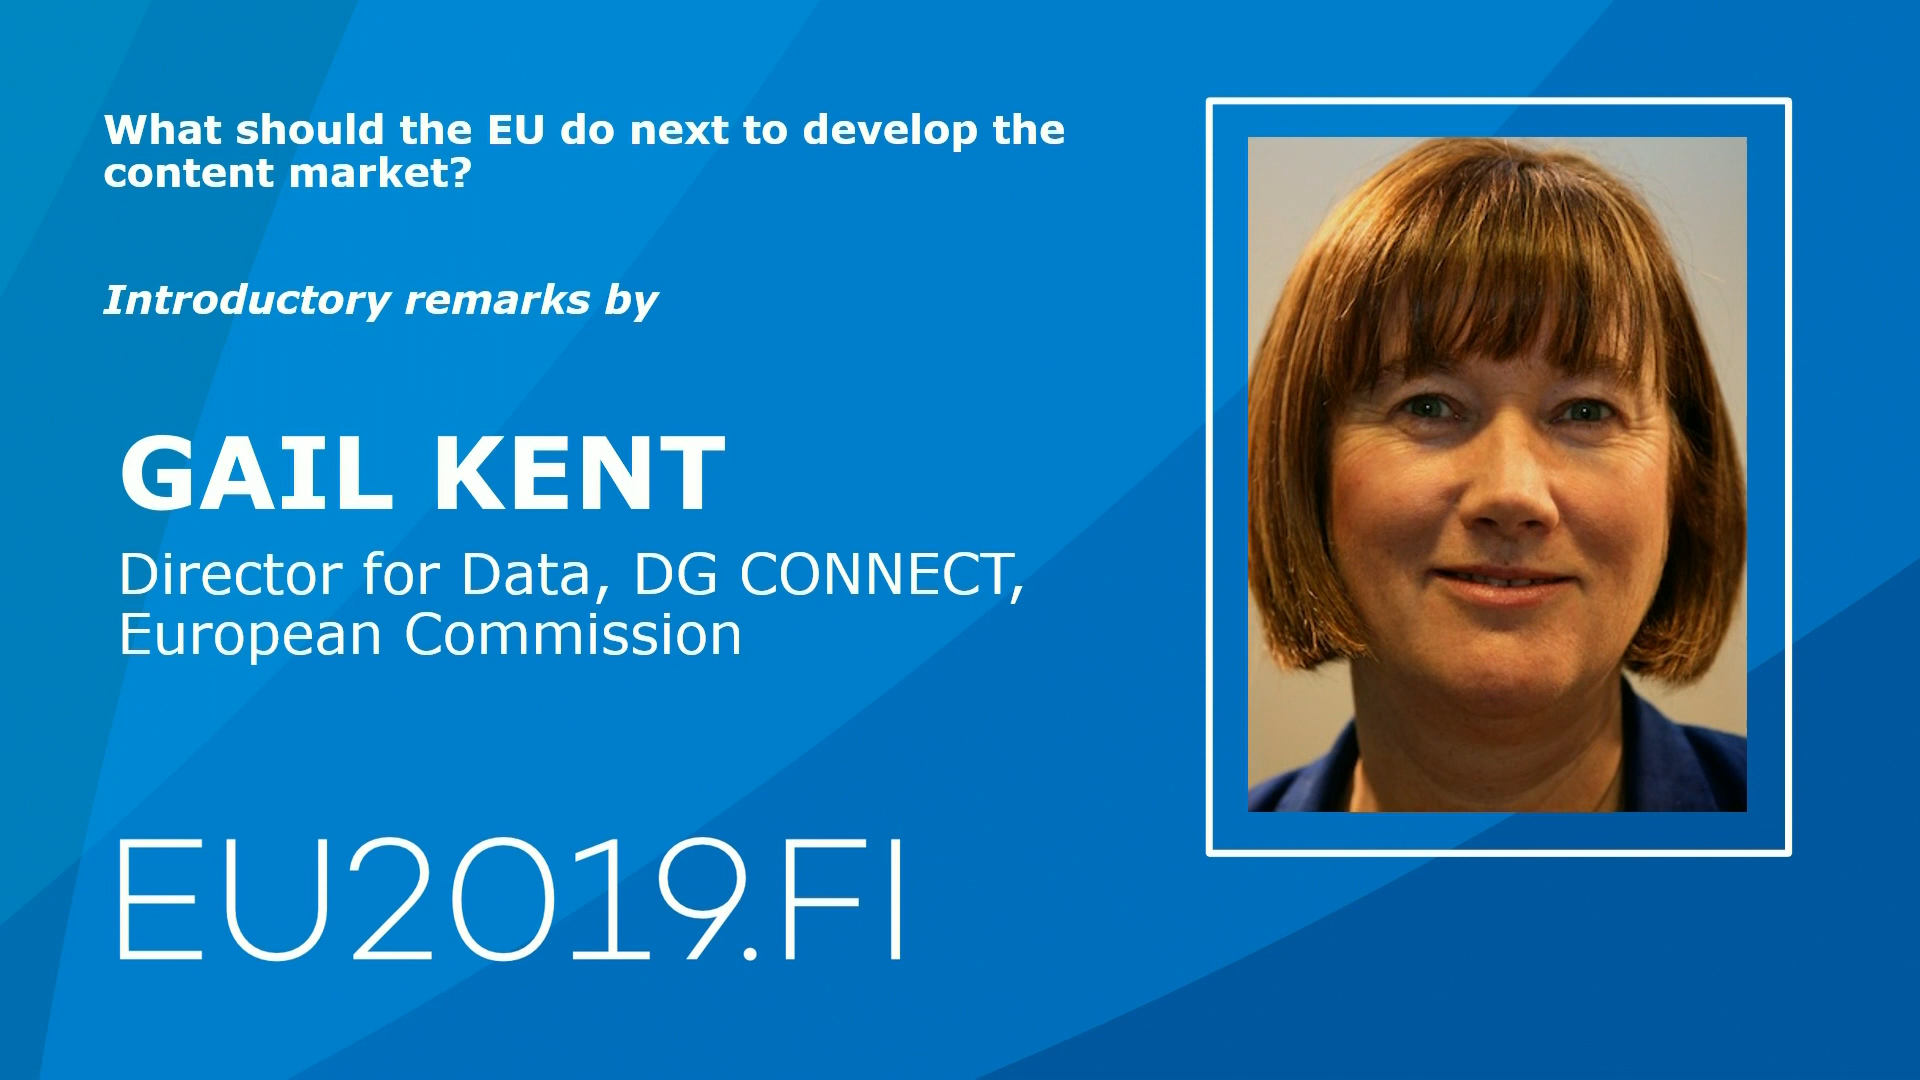 What should the EU do next to develop the
content market?
Introductory remarks by
GAIL KENT
Director for Data, DG CONNECT,
European Commission
EU2019.FI